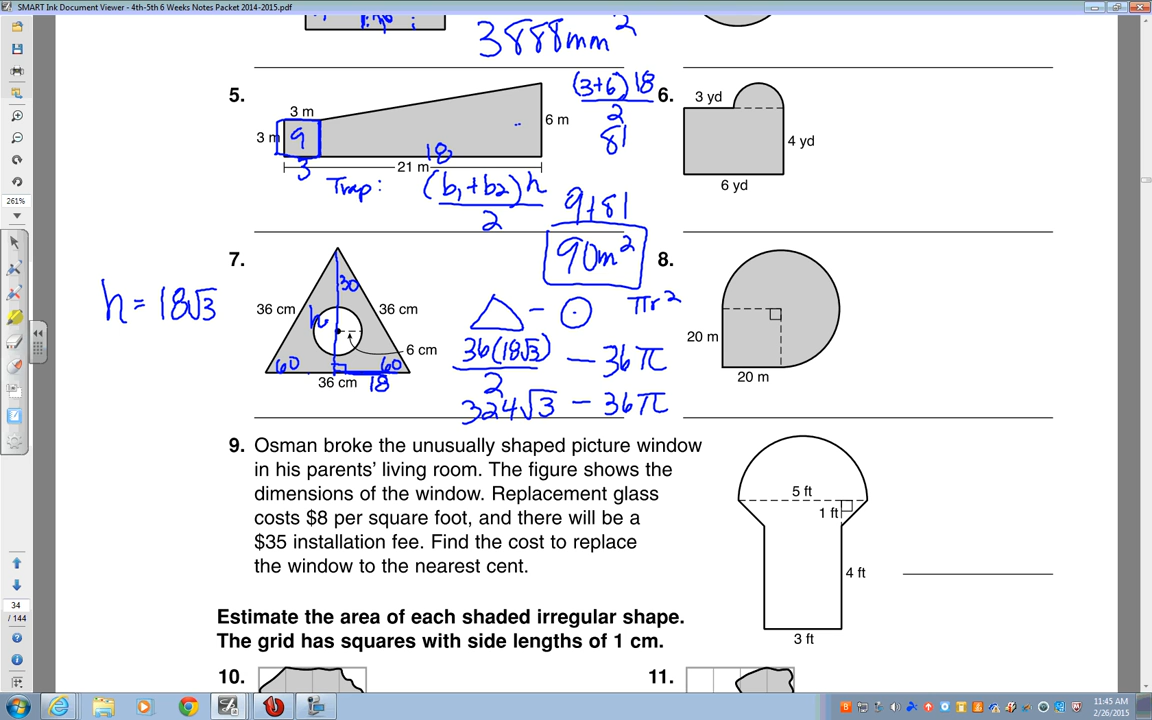 SMART Ink Document Viewer - 4th-5th 6 Weeks Notes Packet 2014-2015.pdf
3888mm²
5.
3 m
3 m
9
3
18
21 m
6 m
(3+6)18
2
81
Trap: (b₁+b2)h
2
9+81
90m²
6.
3 yd
4 yd
6 yd
7.
h = 18√3
36 cm
36 cm
30
h
6 cm
60
60
36 cm
18
△ - ⊙
πr²
36(18√3) - 36π
2
324√3 - 36π
8.
20 m
20 m
9. Osman broke the unusually shaped picture window
in his parents' living room. The figure shows the
dimensions of the window. Replacement glass
costs $8 per square foot, and there will be a
$35 installation fee. Find the cost to replace
the window to the nearest cent.
5 ft
1 ft
4 ft
3 ft
Estimate the area of each shaded irregular shape.
The grid has squares with side lengths of 1 cm.
10.
11.
261%
34
/ 144
11:45 AM
2/26/2015